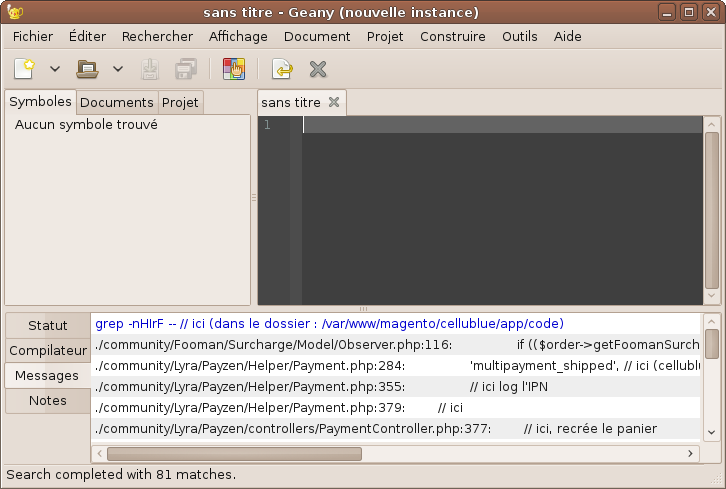 sans titre - Geany (nouvelle instance)
Fichier Éditer Rechercher Affichage Document Projet Construire Outils Aide
Symboles Documents Projet
sans titre
Aucun symbole trouvé
1
Statut
Compilateur
Messages
Notes
grep -nHIrF -- // ici (dans le dossier : /var/www/magento/cellublue/app/code)
./community/Fooman/Surcharge/Model/Observer.php:116: if (($order->getFoomanSurch
./community/Lyra/Payzen/Helper/Payment.php:284: 'multipayment_shipped', // ici (cellublu
./community/Lyra/Payzen/Helper/Payment.php:355: // ici log l'IPN
./community/Lyra/Payzen/Helper/Payment.php:379: // ici
./community/Lyra/Payzen/controllers/PaymentController.php:377: // ici, recrée le panier
Search completed with 81 matches.